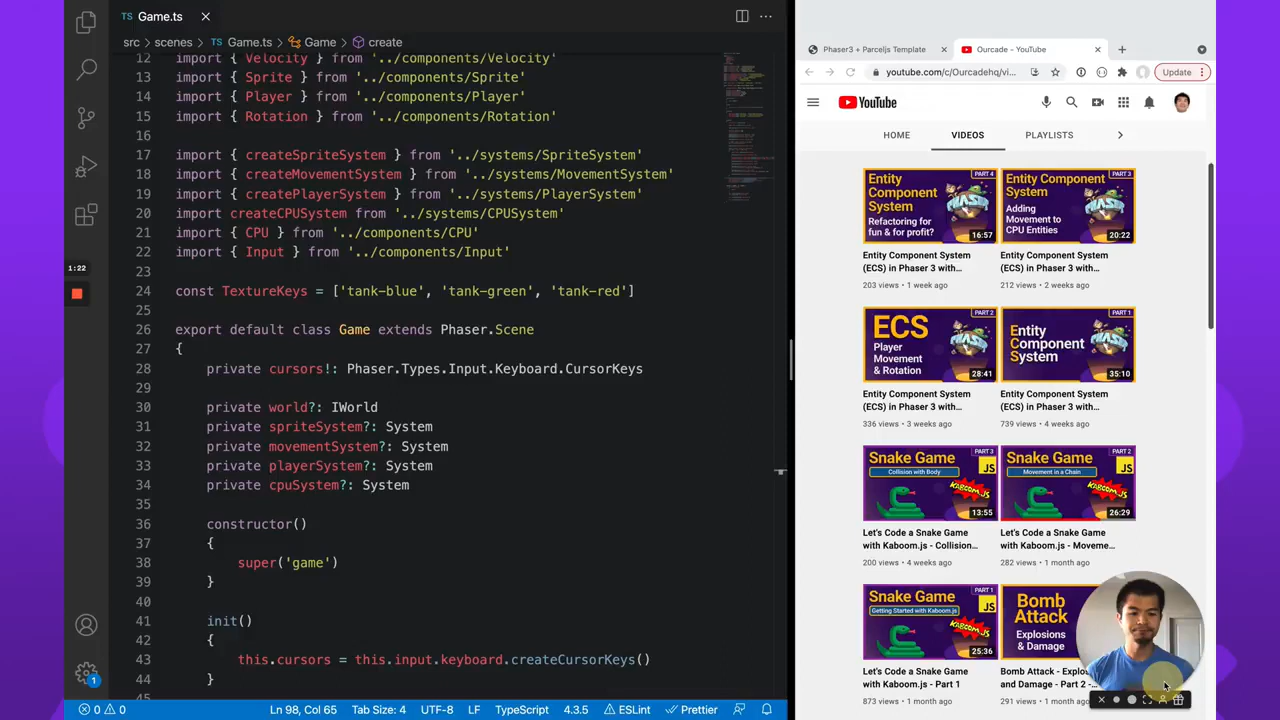 TS Game.ts
src > scenes > TS Game.ts > Game > create
12 import { Velocity } from '../components/Velocity'
13 import { Sprite } from '../components/Sprite'
14 import { Player } from '../components/Player'
15 import { Rotation } from '../components/Rotation'
16
17 import { createSpriteSystem } from '../systems/SpriteSystem'
18 import { createMovementSystem } from '../systems/MovementSystem'
19 import { createPlayerSystem } from '../systems/PlayerSystem'
20 import createCPUSystem from '../systems/CPUSystem'
21 import { CPU } from '../components/CPU'
22 import { Input } from '../components/Input'
23
24 const TextureKeys = ['tank-blue', 'tank-green', 'tank-red']
25
26 export default class Game extends Phaser.Scene
27 {
28 private cursors!: Phaser.Types.Input.Keyboard.CursorKeys
29
30 private world?: IWorld
31 private spriteSystem?: System
32 private movementSystem?: System
33 private playerSystem?: System
34 private cpuSystem?: System
35
36 constructor()
37 {
38 super('game')
39 }
40
41 init()
42 {
43 this.cursors = this.input.keyboard.createCursorKeys()
44 }
45
1:22
1
0 0 Ln 98, Col 65 Tab Size: 4 UTF-8 LF TypeScript 4.3.5 ESLint Prettier
Phaser3 + Parceljs Template
Ourcade - YouTube
youtube.com/c/Ourcadehq/vi...
Update
YouTube
HOME VIDEOS PLAYLISTS
PART 4
Entity
Component
System
Refactoring for
fun & for profit?
PHASER
16:57
Entity Component System
(ECS) in Phaser 3 with...
203 views • 1 week ago
PART 3
Entity Component
System
Adding
Movement to
CPU Entities
PHASER
20:22
Entity Component System
(ECS) in Phaser 3 with...
212 views • 2 weeks ago
PART 2
ECS
Player
Movement
& Rotation
PHASER
28:41
Entity Component System
(ECS) in Phaser 3 with...
336 views • 3 weeks ago
PART 1
Entity
Component
System
PHASER
35:10
Entity Component System
(ECS) in Phaser 3 with...
739 views • 4 weeks ago
PART 3
Snake Game
Collision with Body
JS
KABOOM.JS
13:55
Let's Code a Snake Game
with Kaboom.js - Collision...
200 views • 4 weeks ago
PART 2
Snake Game
Movement in a Chain
JS
KABOOM.JS
26:29
Let's Code a Snake Game
with Kaboom.js - Moveme...
282 views • 1 month ago
PART 1
Snake Game
Getting Started with Kaboom.js
JS
KABOOM.JS
25:36
Let's Code a Snake Game
with Kaboom.js - Part 1
873 views • 1 month ago
Bomb
Attack
Explosions
& Damage
Bomb Attack - Explo
and Damage - Part 2 -
291 views • 1 month ago